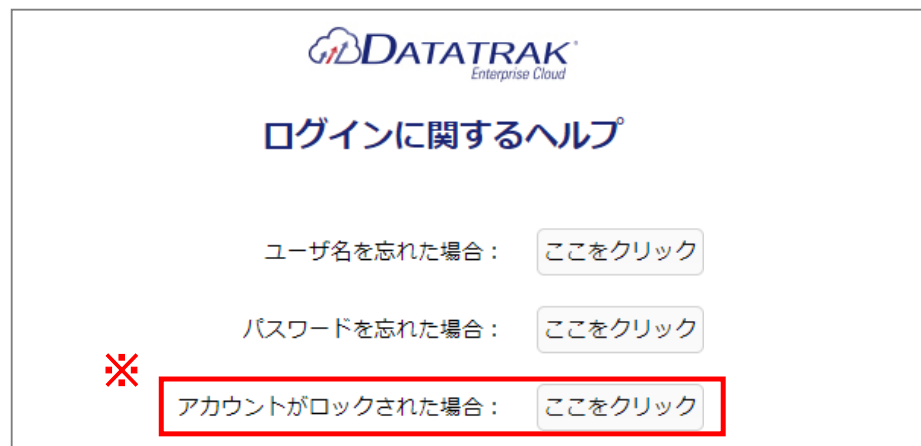 DATATRAK
Enterprise Cloud
ログインに関するヘルプ
ユーザ名を忘れた場合： ここをクリック
パスワードを忘れた場合： ここをクリック
※
アカウントがロックされた場合： ここをクリック